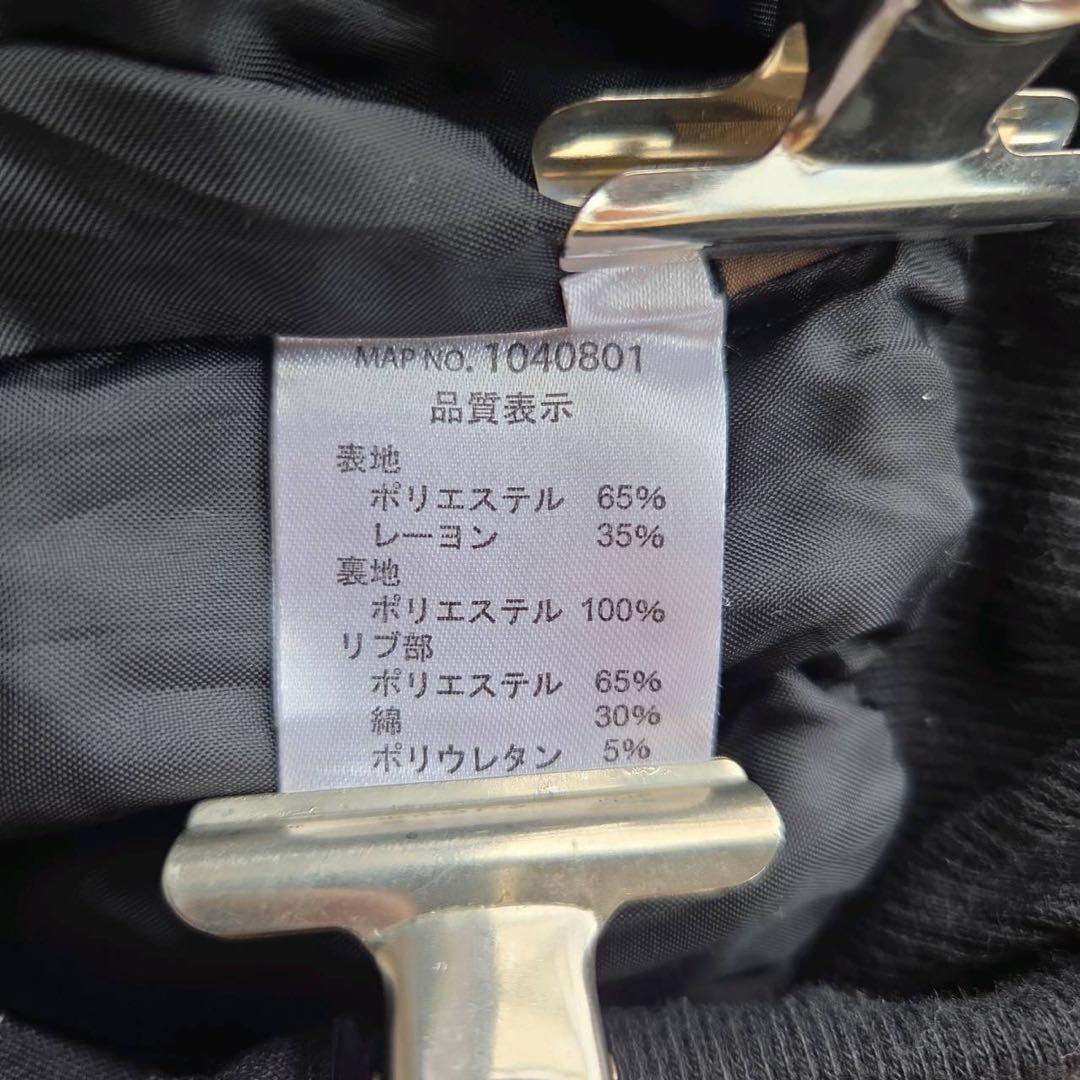 MAP NO. 1040801
品質表示
表地
ポリエステル 65%
レーヨン 35%
裏地
ポリエステル 100%
リブ部
ポリエステル 65%
綿 30%
ポリウレタン 5%